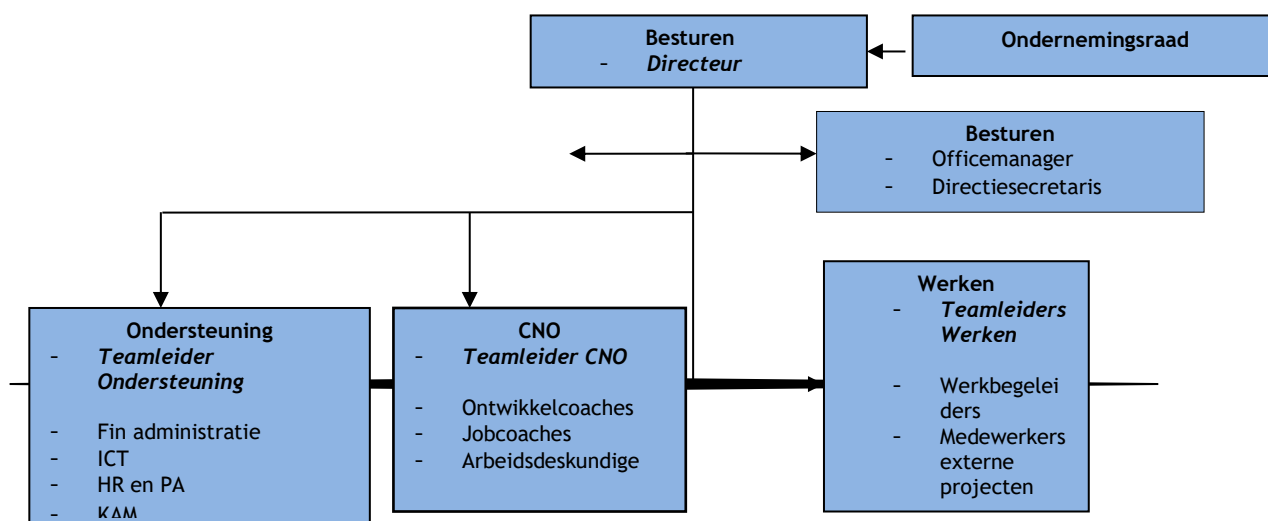 Besturen
- Directeur
Ondernemingsraad
Besturen
- Officemanager
- Directiesecretaris
Ondersteuning
- Teamleider
Ondersteuning
- Fin administratie
- ICT
- HR en PA
- KAM
CNO
- Teamleider CNO
- Ontwikkelcoaches
- Jobcoaches
- Arbeidsdeskundige
Werken
- Teamleiders
Werken
- Werkbegelei
ders
- Medewerkers
externe
projecten